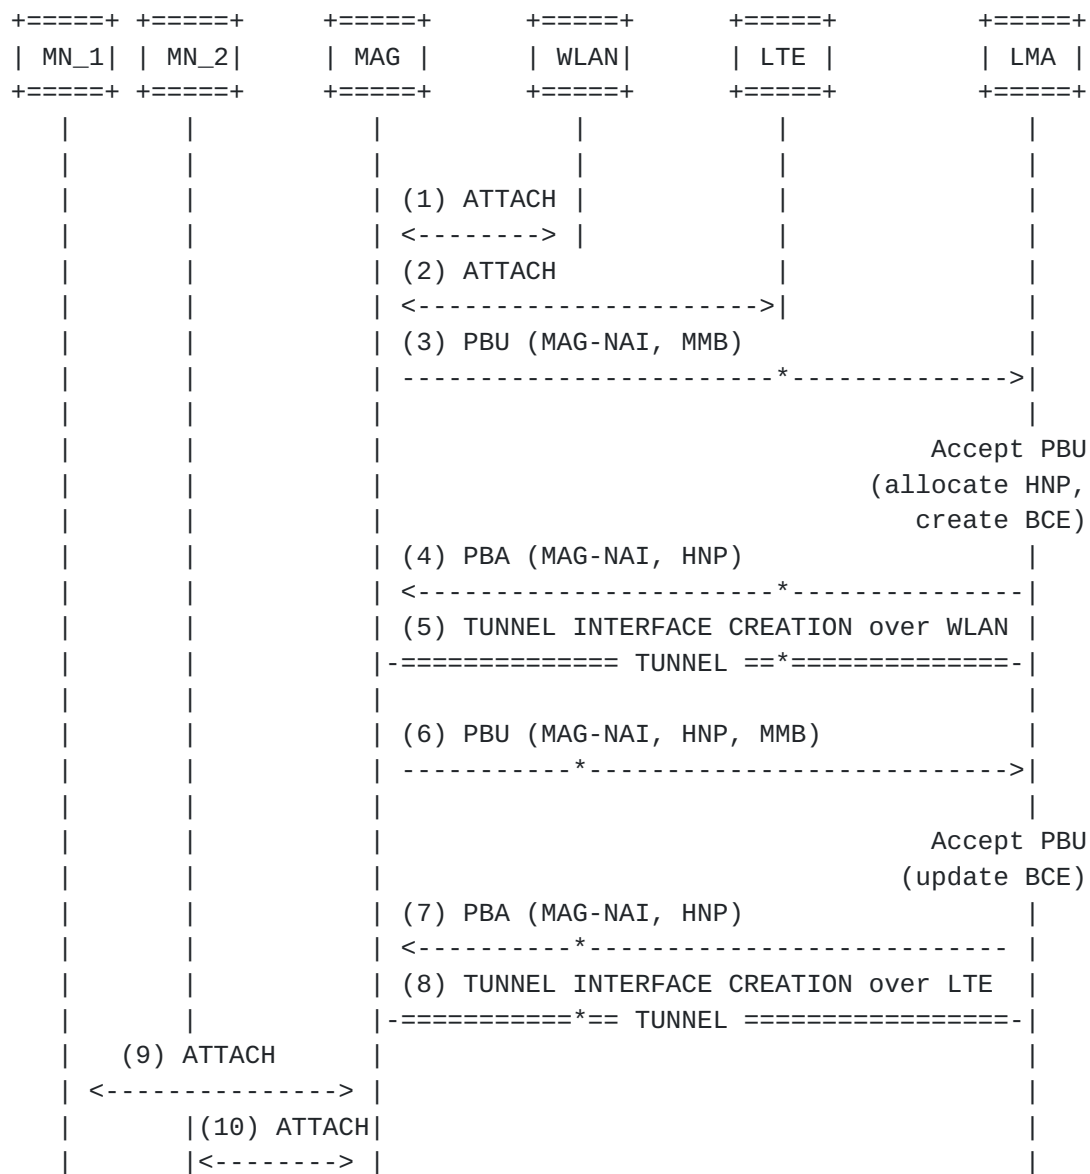 +=====+ +=====+     +=====+      +=====+      +=====+         +=====+
| MN_1| | MN_2|     | MAG |      | WLAN|      | LTE |         | LMA |
+=====+ +=====+     +=====+      +=====+      +=====+         +=====+
   |       |           |            |            |               |
   |       |           |            |            |               |
   |       |           | (1) ATTACH |            |               |
   |       |           | <--------> |            |               |
   |       |           | (2) ATTACH              |               |
   |       |           | <---------------------->|               |
   |       |           | (3) PBU (MAG-NAI, MMB)                  |
   |       |           | ------------------------*-------------->|
   |       |           |                                         |
   |       |           |                                   Accept PBU
   |       |           |                               (allocate HNP,
   |       |           |                                  create BCE)
   |       |           | (4) PBA (MAG-NAI, HNP)                  |
   |       |           | <-----------------------*---------------|
   |       |           | (5) TUNNEL INTERFACE CREATION over WLAN |
   |       |           |-============== TUNNEL ==*==============-|
   |       |           |                                         |
   |       |           | (6) PBU (MAG-NAI, HNP, MMB)             |
   |       |           | -----------*--------------------------->|
   |       |           |                                         |
   |       |           |                                   Accept PBU
   |       |           |                                 (update BCE)
   |       |           | (7) PBA (MAG-NAI, HNP)                  |
   |       |           | <----------*--------------------------- |
   |       |           | (8) TUNNEL INTERFACE CREATION over LTE  |
   |       |           |-===========*== TUNNEL =================-|
   |   (9) ATTACH      |                                         |
   | <---------------> |                                         |
   |       |(10) ATTACH|                                         |
   |       |<--------> |                                         |